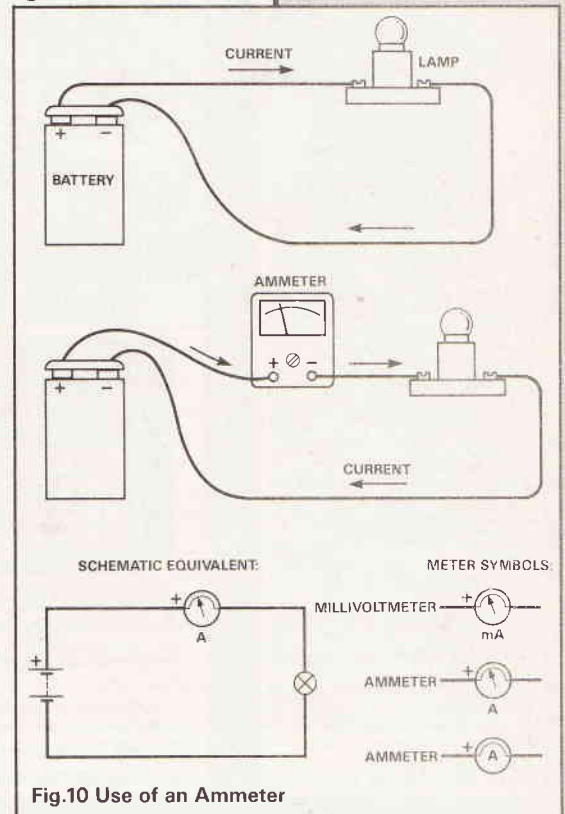 CURRENT
LAMP
+ −
BATTERY
AMMETER
+ −
+ −
CURRENT
SCHEMATIC EQUIVALENT:
METER SYMBOLS:
+
A
+
MILLIVOLTMETER
+
mA
AMMETER
+
A
AMMETER
+
A
Fig.10 Use of an Ammeter